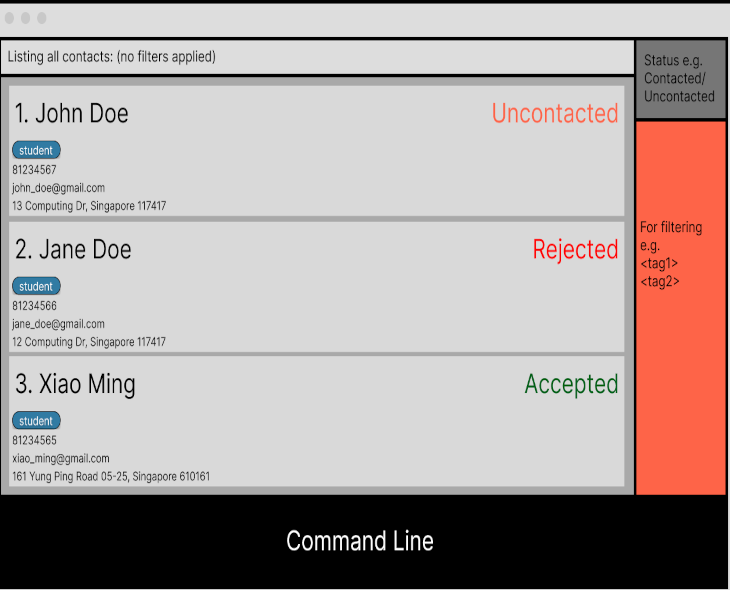 Listing all contacts: (no filters applied)
Status e.g.
Contacted/
Uncontacted
1. John Doe
Uncontacted
student
81234567
john_doe@gmail.com
13 Computing Dr, Singapore 117417
2. Jane Doe
Rejected
student
81234566
jane_doe@gmail.com
12 Computing Dr, Singapore 117417
3. Xiao Ming
Accepted
student
81234565
xiao_ming@gmail.com
161 Yung Ping Road 05-25, Singapore 610161
For filtering
e.g.
<tag1>
<tag2>
Command Line